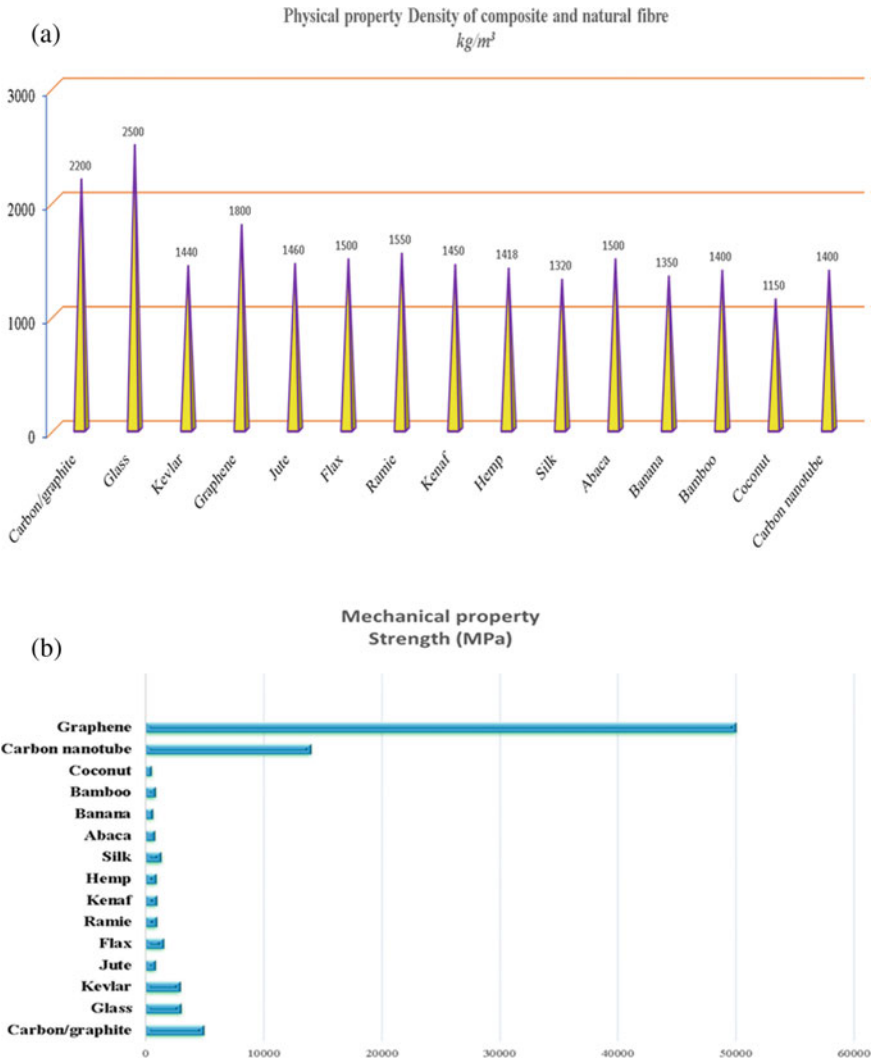 (a)
Physical property Density of composite and natural fibre
kg/m³
3000
2000
1000
0
2200
2500
1440
1800
1460
1500
1550
1450
1418
1320
1500
1350
1400
1150
1400
Carbon/graphite
Glass
Kevlar
Graphene
Jute
Flax
Ramie
Kenaf
Hemp
Silk
Abaca
Banana
Bamboo
Coconut
Carbon nanotube
(b)
Mechanical property
Strength (MPa)
Graphene
Carbon nanotube
Coconut
Bamboo
Banana
Abaca
Silk
Hemp
Kenaf
Ramie
Flax
Jute
Kevlar
Glass
Carbon/graphite
0 10000 20000 30000 40000 50000 60000